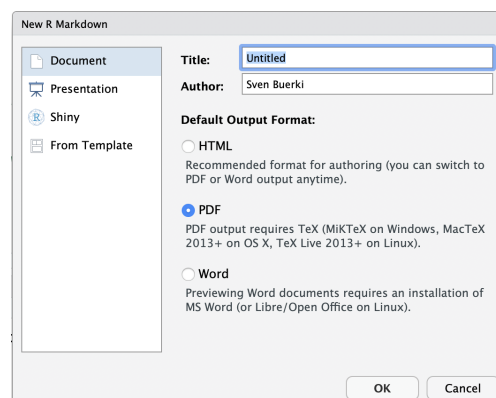 New R Markdown
Document
Presentation
R Shiny
From Template
Title: Untitled
Author: Sven Buerki
Default Output Format:
HTML
Recommended format for authoring (you can switch to
PDF or Word output anytime).
PDF
PDF output requires TeX (MiKTeX on Windows, MacTeX
2013+ on OS X, TeX Live 2013+ on Linux).
Word
Previewing Word documents requires an installation of
MS Word (or Libre/Open Office on Linux).
OK Cancel